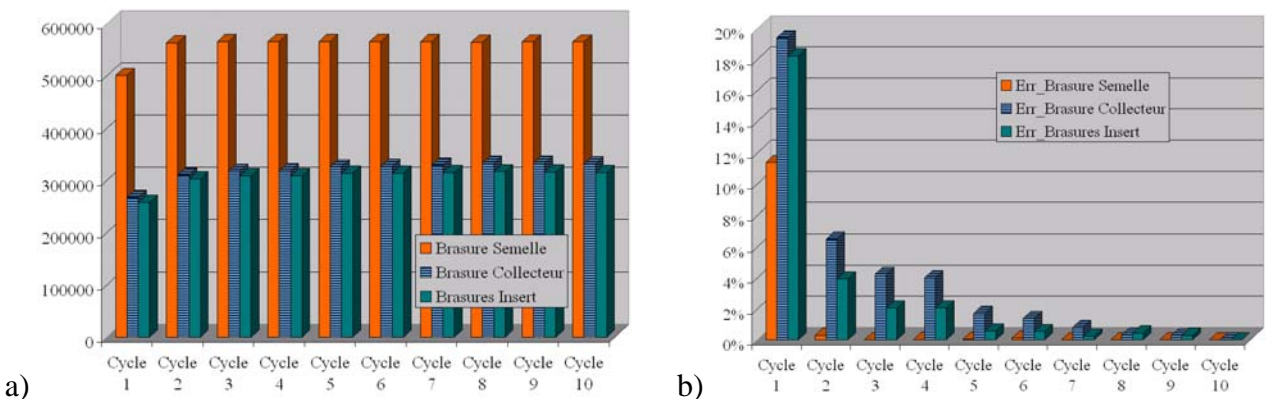 600000
500000
400000
300000
200000
100000
0
Brasure Semelle
Brasure Collecteur
Brasures Insert
Cycle 1
Cycle 2
Cycle 3
Cycle 4
Cycle 5
Cycle 6
Cycle 7
Cycle 8
Cycle 9
Cycle 10
a)
20%
18%
16%
14%
12%
10%
8%
6%
4%
2%
0%
Err_Brasure Semelle
Err_Brasure Collecteur
Err_Brasures Insert
Cycle 1
Cycle 2
Cycle 3
Cycle 4
Cycle 5
Cycle 6
Cycle 7
Cycle 8
Cycle 9
Cycle 10
b)